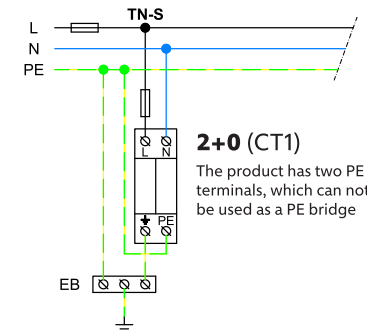 TN-S
L
N
PE
L N
2+0 (CT1)
The product has two PE
terminals, which can not
be used as a PE bridge
PE
EB